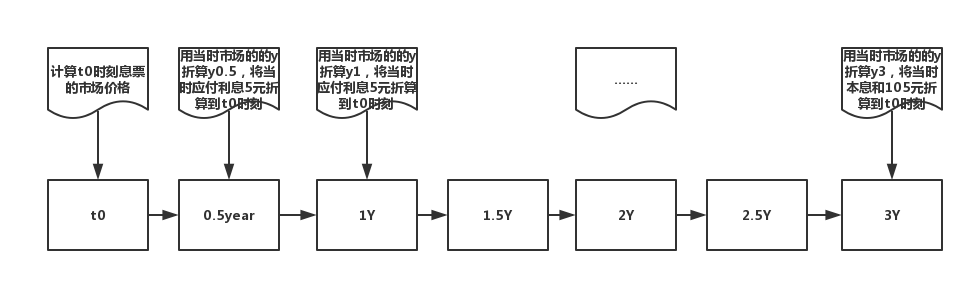 计算t0时刻息票
的市场价格
用当时市场的的y
折算y0.5，将当
时应付利息5元折
算到t0时刻
用当时市场的的y
折算y1，将当时
应付利息5元折算
到t0时刻
......
用当时市场的的y
折算y3，将当时
本息和105元折
算到t0时刻
t0
0.5year
1Y
1.5Y
2Y
2.5Y
3Y